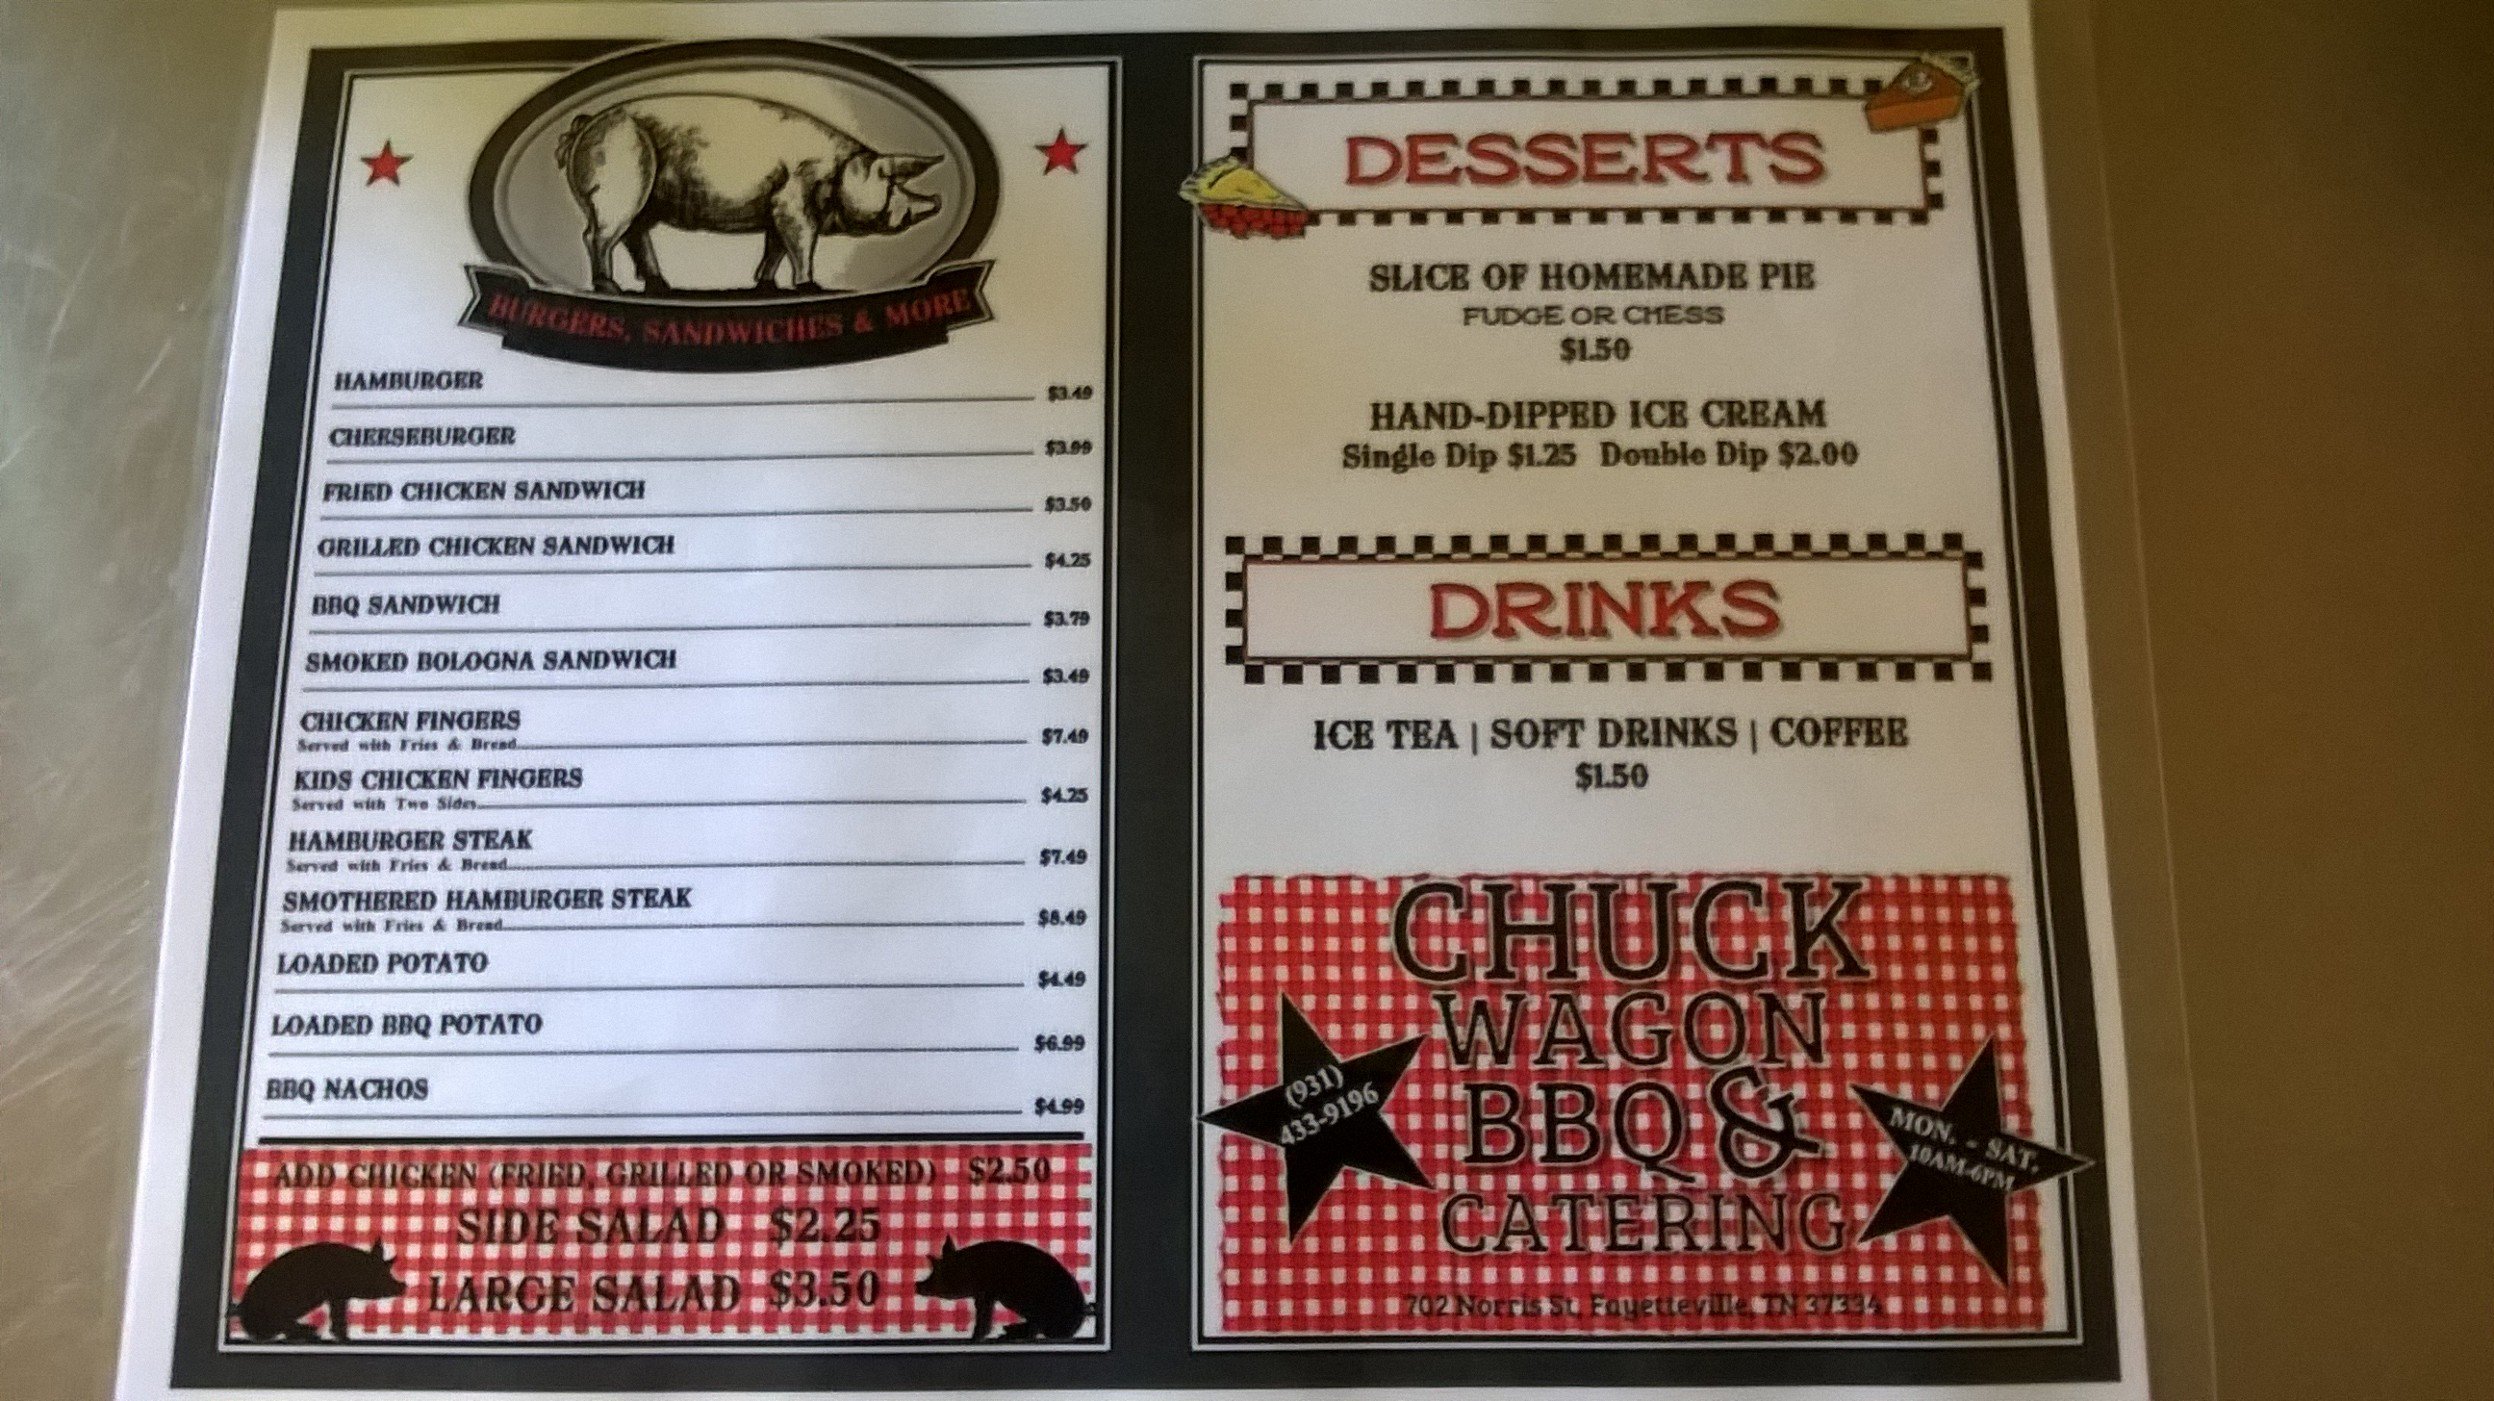 BURGERS, SANDWICHES & MORE
HAMBURGER $3.49
CHEESEBURGER $3.99
FRIED CHICKEN SANDWICH $3.50
GRILLED CHICKEN SANDWICH $4.25
BBQ SANDWICH $3.79
SMOKED BOLOGNA SANDWICH $3.49
CHICKEN FINGERS
Served with Fries & Bread $7.49
KIDS CHICKEN FINGERS
Served with Two Sides $4.25
HAMBURGER STEAK
Served with Fries & Bread $7.49
SMOTHERED HAMBURGER STEAK
Served with Fries & Bread $8.49
LOADED POTATO $4.49
LOADED BBQ POTATO $6.99
BBQ NACHOS $4.99
ADD CHICKEN (FRIED, GRILLED OR SMOKED) $2.50
SIDE SALAD $2.25
LARGE SALAD $3.50
DESSERTS
SLICE OF HOMEMADE PIE
FUDGE OR CHESS
$1.50
HAND-DIPPED ICE CREAM
Single Dip $1.25 Double Dip $2.00
DRINKS
ICE TEA | SOFT DRINKS | COFFEE
$1.50
CHUCK
WAGON
BBQ &
CATERING
(931)
433-9196
MON. - SAT.
10AM-6PM
702 Norris St. Fayetteville, TN 37334